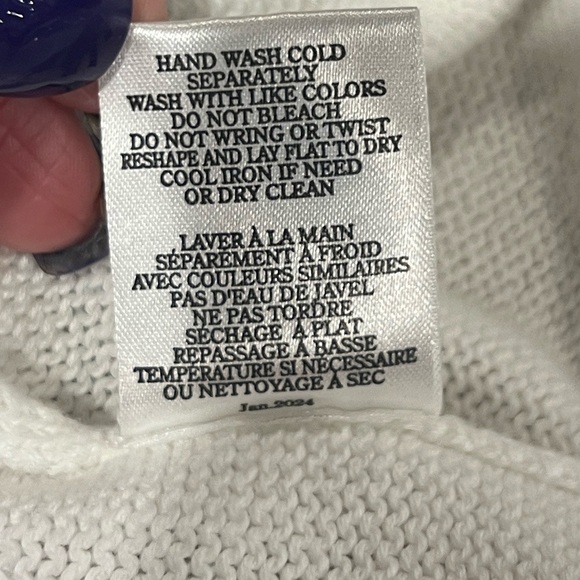 HAND WASH COLD
SEPARATELY
WASH WITH LIKE COLORS
DO NOT BLEACH
DO NOT WRING OR TWIST
RESHAPE AND LAY FLAT TO DRY
COOL IRON IF NEED
OR DRY CLEAN
LAVER À LA MAIN
SÉPAREMENT À FROID
AVEC COULEURS SIMILAIRES
PAS D'EAU DE JAVEL
NE PAS TORDRE
SECHAGE À PLAT
REPASSAGE À BASSE
TEMPÉRATURE SI NÉCESSAIRE
OU NETTOYAGE À SEC
Jan 2024